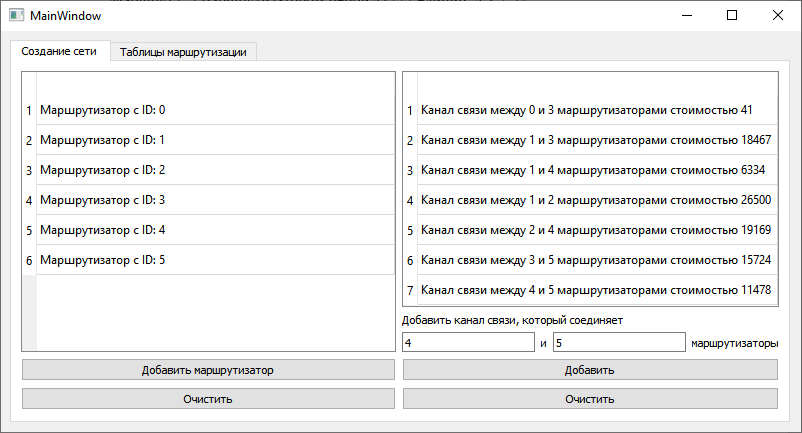 MainWindow
Создание сети
Таблицы маршрутизации
1 Маршрутизатор с ID: 0
2 Маршрутизатор с ID: 1
3 Маршрутизатор с ID: 2
4 Маршрутизатор с ID: 3
5 Маршрутизатор с ID: 4
6 Маршрутизатор с ID: 5
Добавить маршрутизатор
Очистить
1 Канал связи между 0 и 3 маршрутизаторами стоимостью 41
2 Канал связи между 1 и 3 маршрутизаторами стоимостью 18467
3 Канал связи между 1 и 4 маршрутизаторами стоимостью 6334
4 Канал связи между 1 и 2 маршрутизаторами стоимостью 26500
5 Канал связи между 2 и 4 маршрутизаторами стоимостью 19169
6 Канал связи между 3 и 5 маршрутизаторами стоимостью 15724
7 Канал связи между 4 и 5 маршрутизаторами стоимостью 11478
Добавить канал связи, который соединяет
4 и 5 маршрутизаторы
Добавить
Очистить